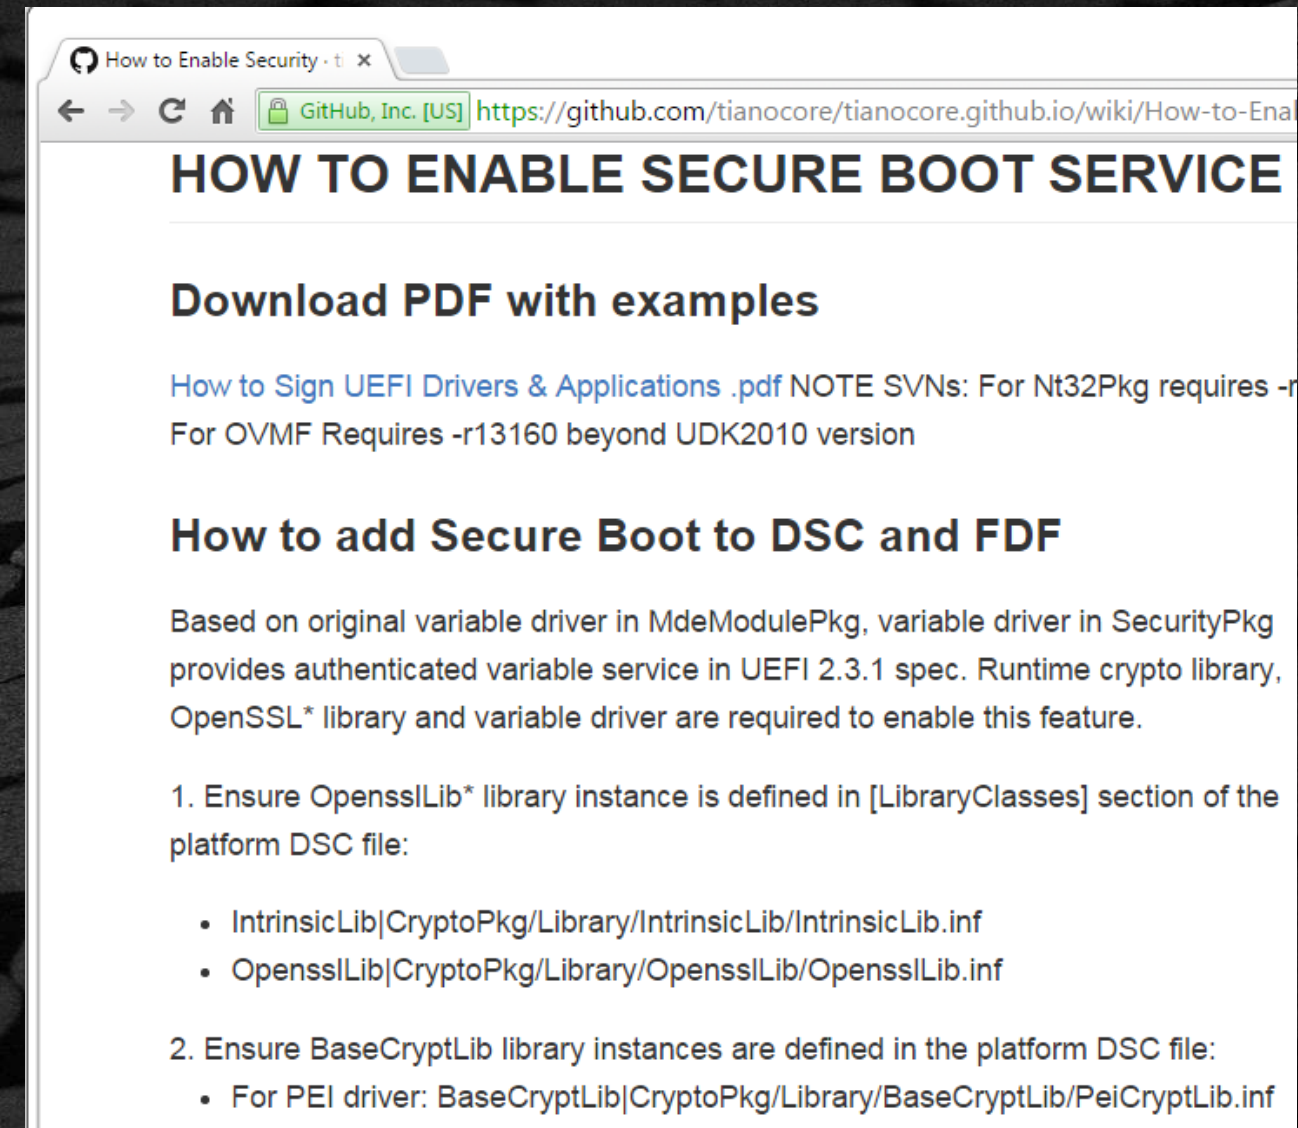 How to Enable Security · ti
GitHub, Inc. [US] https://github.com/tianocore/tianocore.github.io/wiki/How-to-Enal
HOW TO ENABLE SECURE BOOT SERVICE
Download PDF with examples
How to Sign UEFI Drivers & Applications .pdf NOTE SVNs: For Nt32Pkg requires -r
For OVMF Requires -r13160 beyond UDK2010 version
How to add Secure Boot to DSC and FDF
Based on original variable driver in MdeModulePkg, variable driver in SecurityPkg
provides authenticated variable service in UEFI 2.3.1 spec. Runtime crypto library,
OpenSSL* library and variable driver are required to enable this feature.
1. Ensure OpensslLib* library instance is defined in [LibraryClasses] section of the
platform DSC file:
• IntrinsicLib|CryptoPkg/Library/IntrinsicLib/IntrinsicLib.inf
• OpensslLib|CryptoPkg/Library/OpensslLib/OpensslLib.inf
2. Ensure BaseCryptLib library instances are defined in the platform DSC file:
• For PEI driver: BaseCryptLib|CryptoPkg/Library/BaseCryptLib/PeiCryptLib.inf